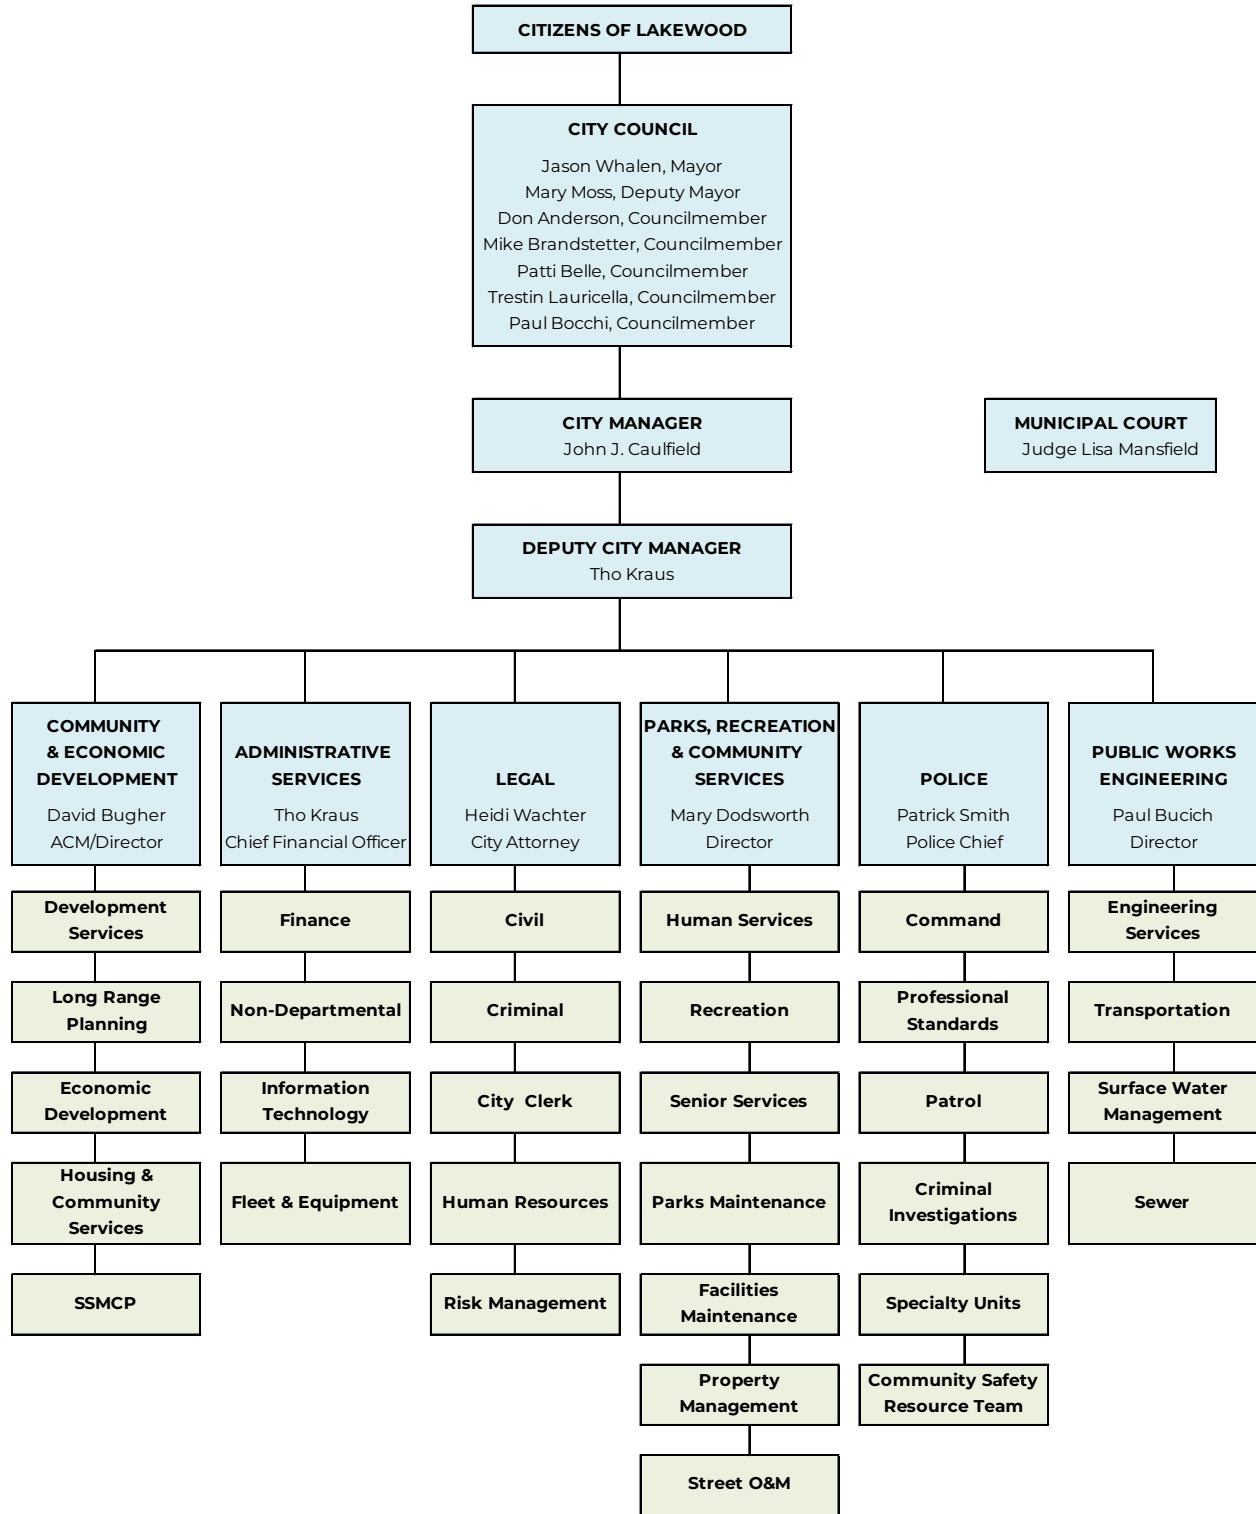 CITIZENS OF LAKEWOOD
CITY COUNCIL
Jason Whalen, Mayor
Mary Moss, Deputy Mayor
Don Anderson, Councilmember
Mike Brandstetter, Councilmember
Patti Belle, Councilmember
Trestin Lauricella, Councilmember
Paul Bocchi, Councilmember
CITY MANAGER
John J. Caulfield
MUNICIPAL COURT
Judge Lisa Mansfield
DEPUTY CITY MANAGER
Tho Kraus
COMMUNITY
& ECONOMIC
DEVELOPMENT
David Bugher
ACM/Director
Development
Services
Long Range
Planning
Economic
Development
Housing &
Community
Services
SSMCP
ADMINISTRATIVE
SERVICES
Tho Kraus
Chief Financial Officer
Finance
Non-Departmental
Information
Technology
Fleet & Equipment
LEGAL
Heidi Wachter
City Attorney
Civil
Criminal
City Clerk
Human Resources
Risk Management
PARKS, RECREATION
& COMMUNITY
SERVICES
Mary Dodsworth
Director
Human Services
Recreation
Senior Services
Parks Maintenance
Facilities
Maintenance
Property
Management
Street O&M
POLICE
Patrick Smith
Police Chief
Command
Professional
Standards
Patrol
Criminal
Investigations
Specialty Units
Community Safety
Resource Team
PUBLIC WORKS
ENGINEERING
Paul Bucich
Director
Engineering
Services
Transportation
Surface Water
Management
Sewer